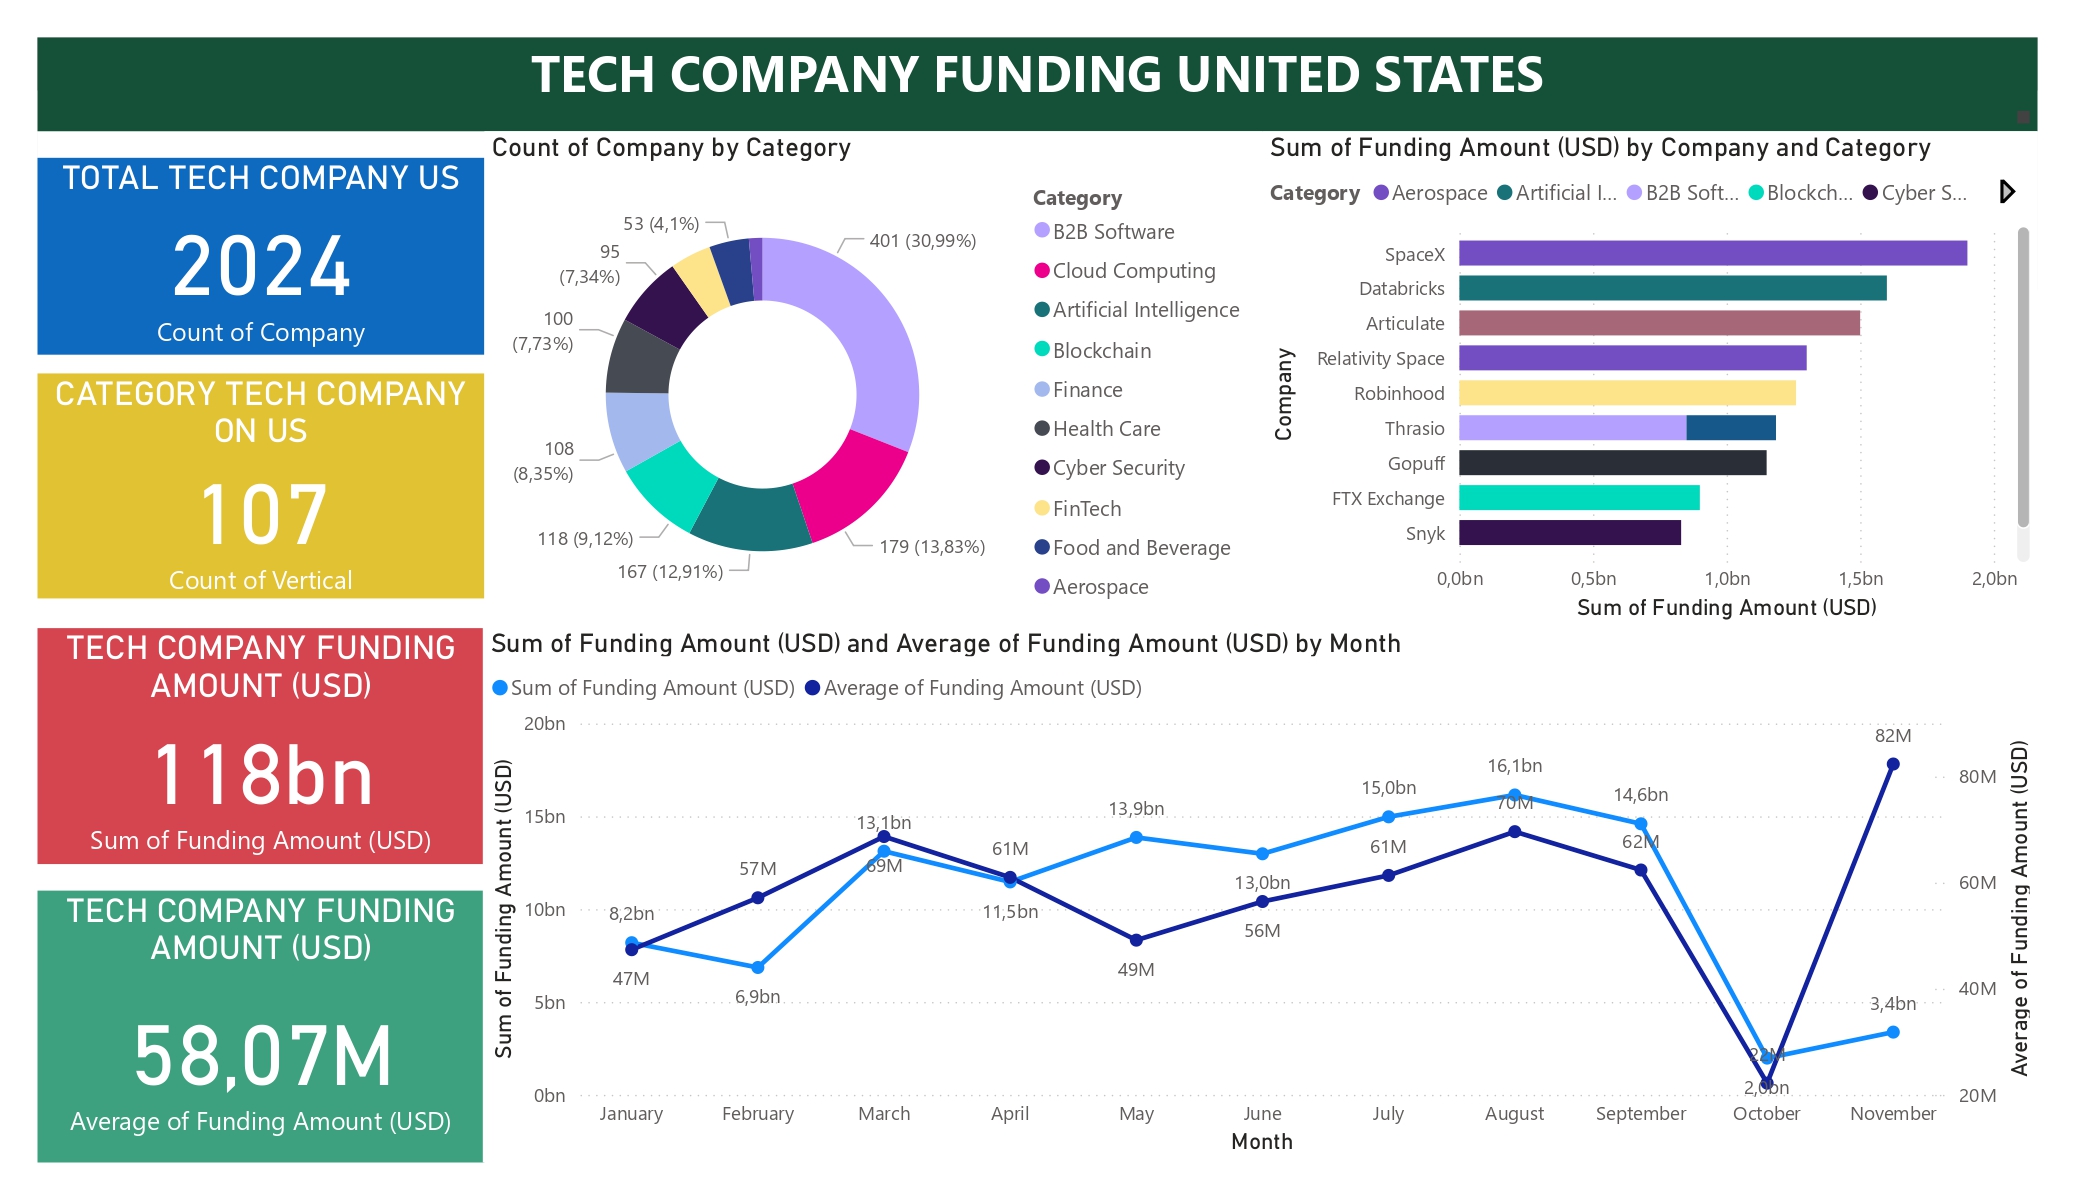 TECH COMPANY FUNDING UNITED STATES
TOTAL TECH COMPANY US
2024
Count of Company
CATEGORY TECH COMPANY
ON US
107
Count of Vertical
TECH COMPANY FUNDING
AMOUNT (USD)
118bn
Sum of Funding Amount (USD)
TECH COMPANY FUNDING
AMOUNT (USD)
58,07M
Average of Funding Amount (USD)
Count of Company by Category
53 (4,1%)
95
(7,34%)
100
(7,73%)
108
(8,35%)
118 (9,12%)
167 (12,91%)
179 (13,83%)
401 (30,99%)
Category
B2B Software
Cloud Computing
Artificial Intelligence
Blockchain
Finance
Health Care
Cyber Security
FinTech
Food and Beverage
Aerospace
Sum of Funding Amount (USD) by Company and Category
Category Aerospace Artificial I... B2B Soft... Blockch... Cyber S...
Company
SpaceX
Databricks
Articulate
Relativity Space
Robinhood
Thrasio
Gopuff
FTX Exchange
Snyk
0,0bn 0,5bn 1,0bn 1,5bn 2,0bn
Sum of Funding Amount (USD)
Sum of Funding Amount (USD) and Average of Funding Amount (USD) by Month
Sum of Funding Amount (USD) Average of Funding Amount (USD)
Sum of Funding Amount (USD)
20bn
15bn
10bn
5bn
0bn
8,2bn
47M
57M
6,9bn
13,1bn
69M
61M
11,5bn
13,9bn
49M
13,0bn
56M
15,0bn
61M
16,1bn
70M
14,6bn
62M
22M
2,0bn
82M
3,4bn
80M
60M
40M
20M
Average of Funding Amount (USD)
January February March April May June July August September October November
Month